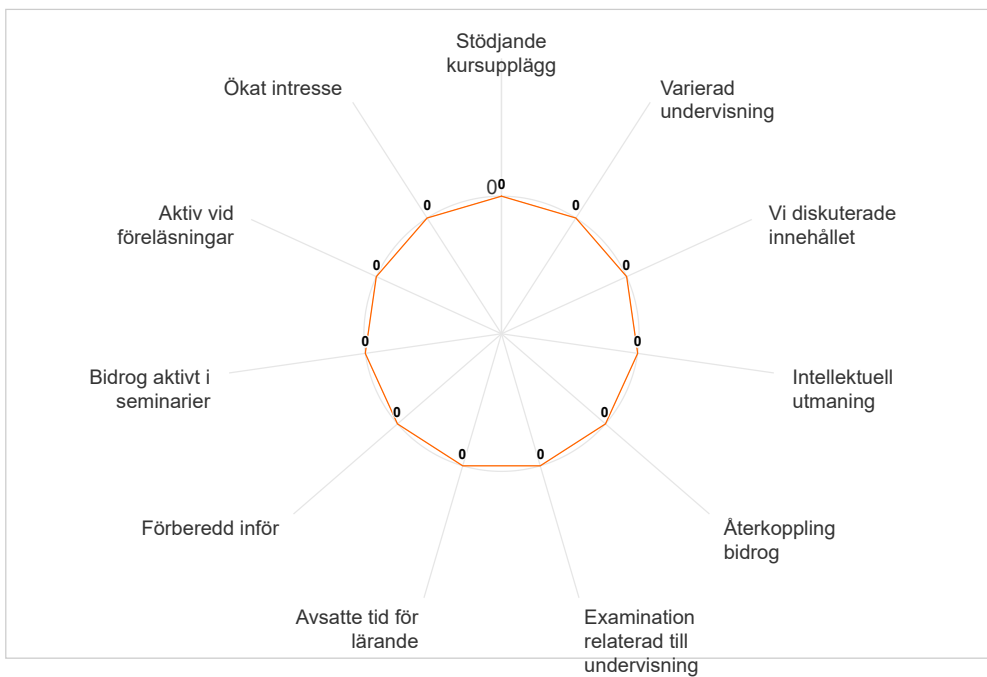 Stödjande
kursupplägg
Ökat intresse
Varierad
undervisning
0
0
0
0
Aktiv vid
föreläsningar
Vi diskuterade
innehållet
0
0
0
0
Bidrog aktivt i
seminarier
Intellektuell
utmaning
0
0
0
0
Förberedd inför
Återkoppling
bidrog
Avsatte tid för
lärande
Examination
relaterad till
undervisning